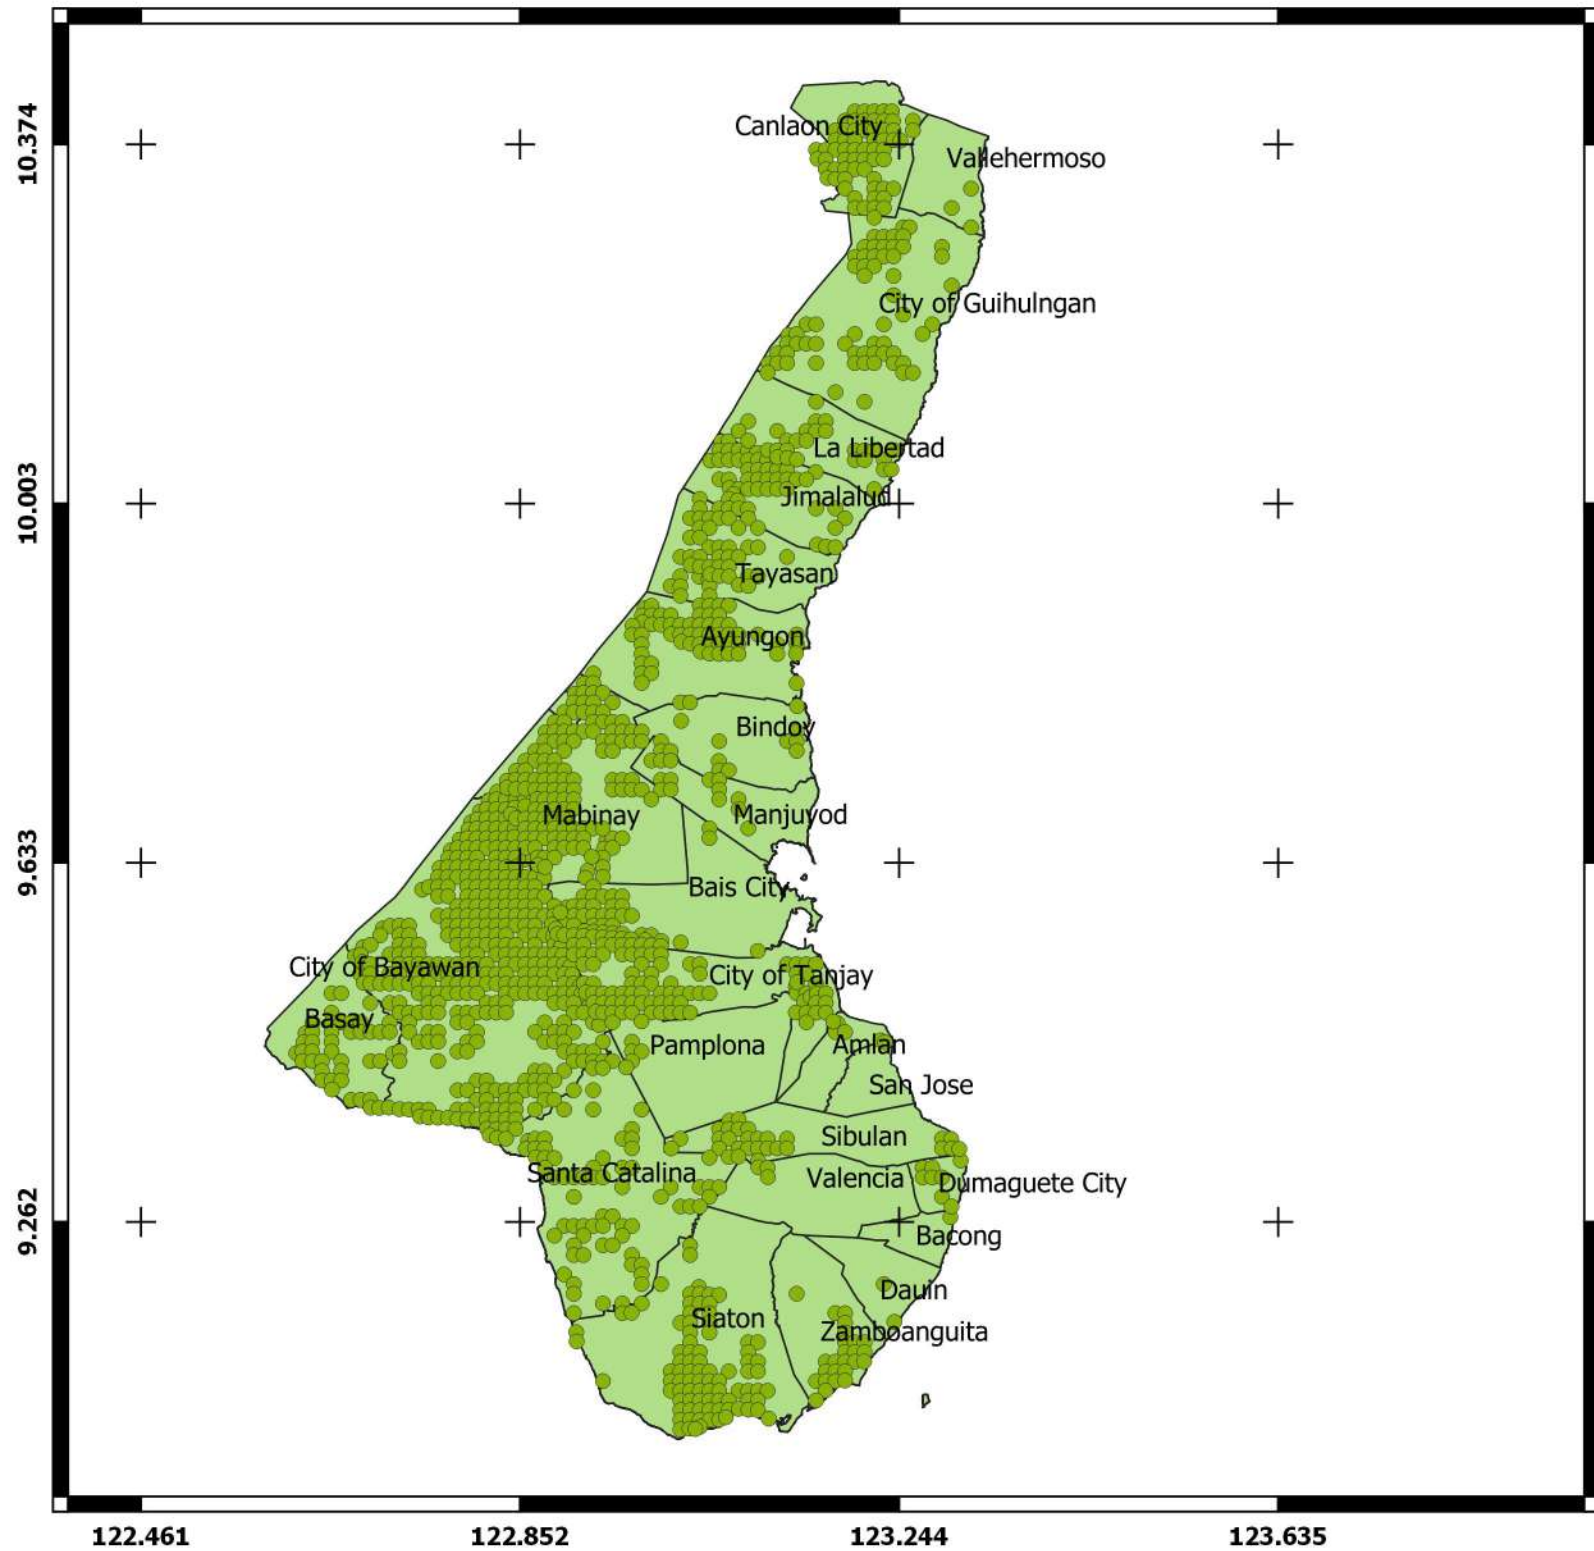 10.374
Canlaon City
Vallehermoso
City of Guihulngan
La Libertad
10.003
Jimalalud
Tayasan
Ayungon
Bindoy
Mabinay
Manjuyod
9.633
Bais City
City of Bayawan
City of Tanjay
Basay
Pamplona
Amlan
San Jose
Sibulan
Santa Catalina
Valencia
Dumaguete City
9.262
Bacong
Dauin
Siaton
Zamboanguita
122.461 122.852 123.244 123.635